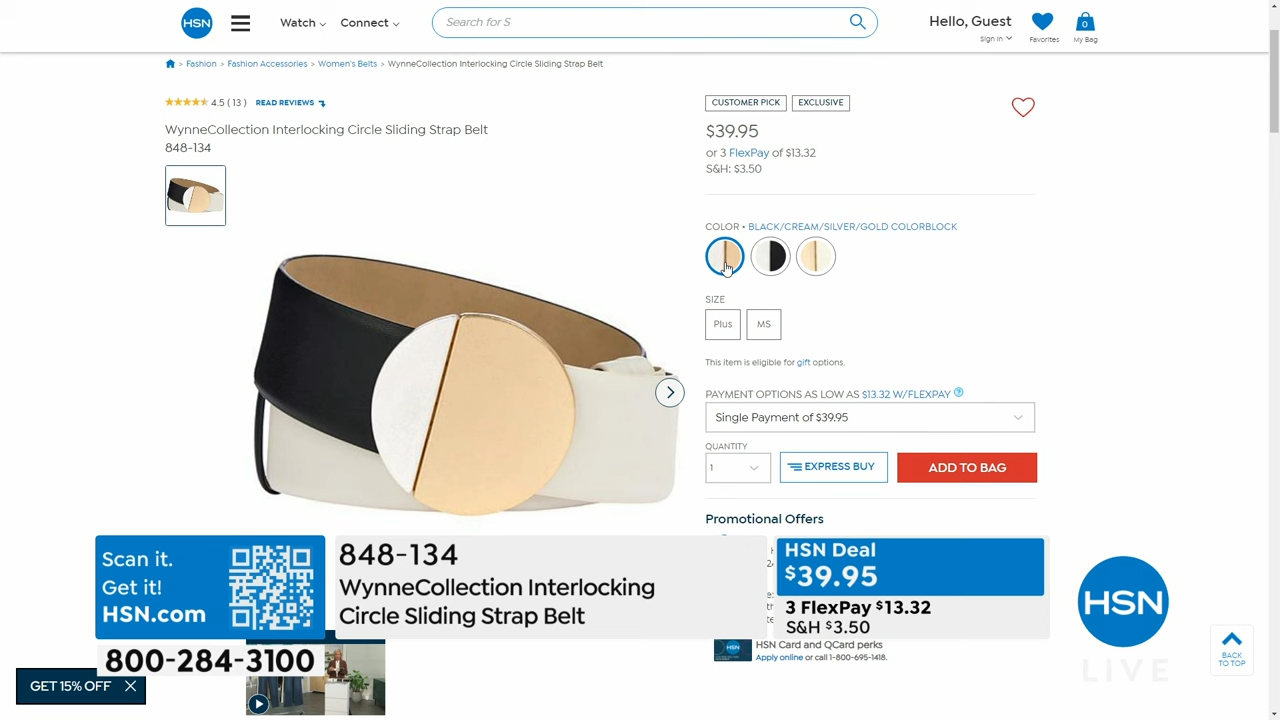 HSN
Watch
Connect
Search for S
Hello, Guest
Sign In
Favorites
0
My Bag
> Fashion > Fashion Accessories > Women's Belts > WynneCollection Interlocking Circle Sliding Strap Belt
4.5 ( 13 ) READ REVIEWS
WynneCollection Interlocking Circle Sliding Strap Belt
848-134
CUSTOMER PICK
EXCLUSIVE
$39.95
or 3 FlexPay of $13.32
S&H: $3.50
COLOR • BLACK/CREAM/SILVER/GOLD COLORBLOCK
SIZE
Plus
MS
This item is eligible for gift options.
PAYMENT OPTIONS AS LOW AS $13.32 W/FLEXPAY ?
Single Payment of $39.95
QUANTITY
1
EXPRESS BUY
ADD TO BAG
Promotional Offers
Scan it.
Get it!
HSN.com
848-134
WynneCollection Interlocking
Circle Sliding Strap Belt
HSN Deal
$39.95
3 FlexPay $13.32
S&H $3.50
HSN
LIVE
800-284-3100
HSN Card and QCard perks
Apply online or call 1-800-695-1418.
GET 15% OFF
BACK
TO TOP